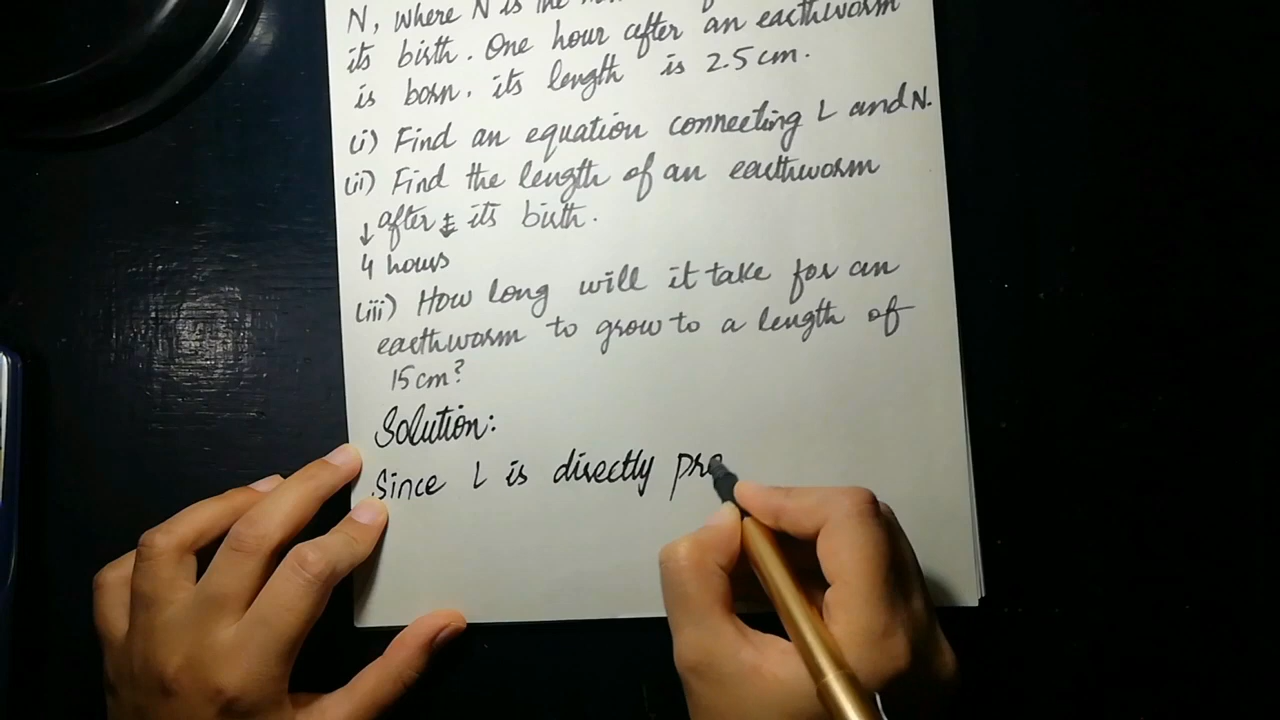 N, where N is the
its birth. One hour after an earthworm
is born, its length is 2.5 cm.
(i) Find an equation connecting L and N.
(ii) Find the length of an earthworm
after its birth.
↓
4 hours
(iii) How long will it take for an
earthworm to grow to a length of
15 cm?
Solution:
Since L is directly pro